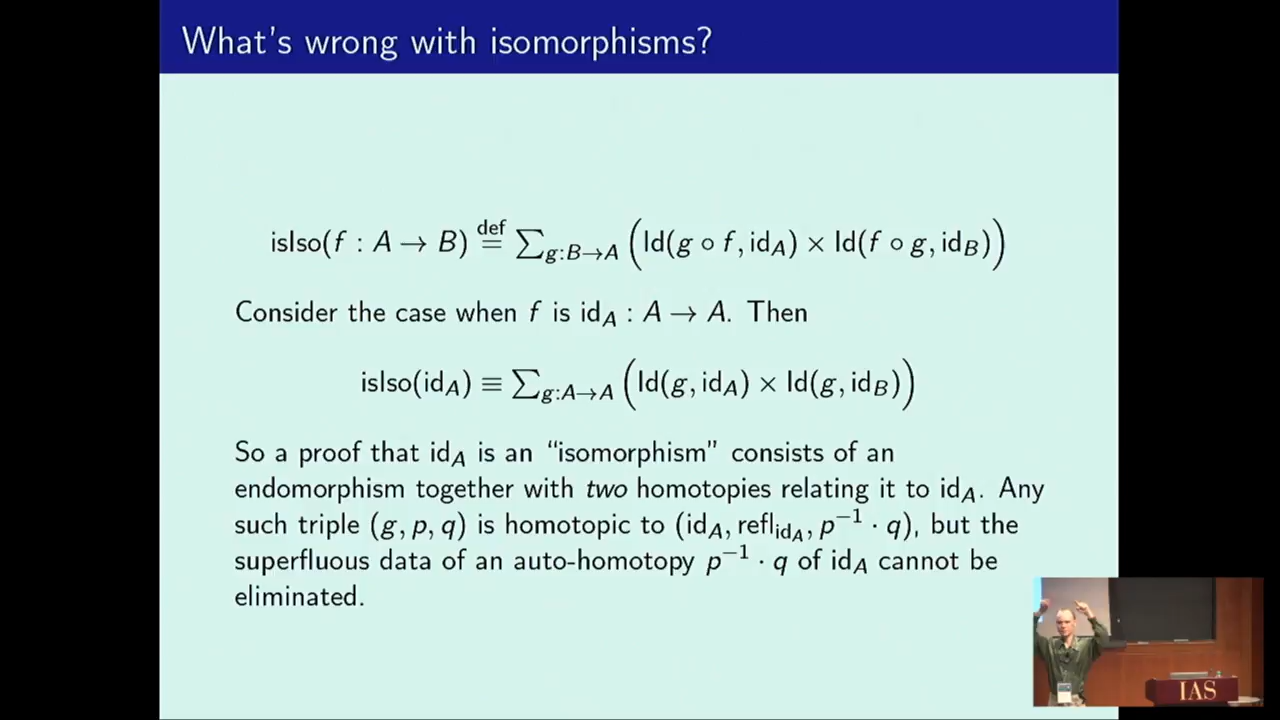 What's wrong with isomorphisms?
isIso(f : A → B) ≝ ∑_{g:B→A} (Id(g ∘ f, id_A) × Id(f ∘ g, id_B))
Consider the case when f is id_A : A → A. Then
isIso(id_A) ≡ ∑_{g:A→A} (Id(g, id_A) × Id(g, id_B))
So a proof that id_A is an “isomorphism” consists of an
endomorphism together with two homotopies relating it to id_A. Any
such triple (g, p, q) is homotopic to (id_A, refl_{id_A}, p⁻¹ · q), but the
superfluous data of an auto-homotopy p⁻¹ · q of id_A cannot be
eliminated.
IAS